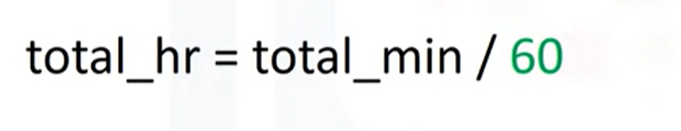 total_hr = total_min / 60